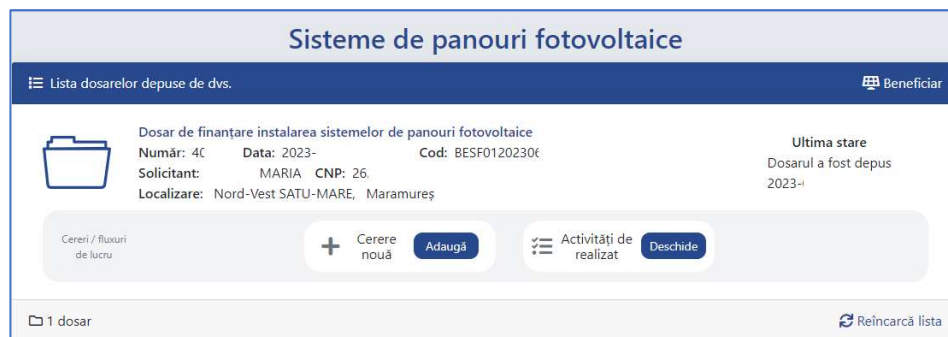 Sisteme de panouri fotovoltaice
Lista dosarelor depuse de dvs. Beneficiar
Dosar de finanțare instalarea sistemelor de panouri fotovoltaice
Număr: 40 Data: 2023- Cod: BESF01202306
Solicitant: MARIA CNP: 26.
Localizare: Nord-Vest SATU-MARE, Maramureș
Ultima stare
Dosarul a fost depus
2023-
Cereri / fluxuri
de lucru
Cerere
nouă
Adaugă
Activități de
realizat
Deschide
1 dosar Reîncarcă lista